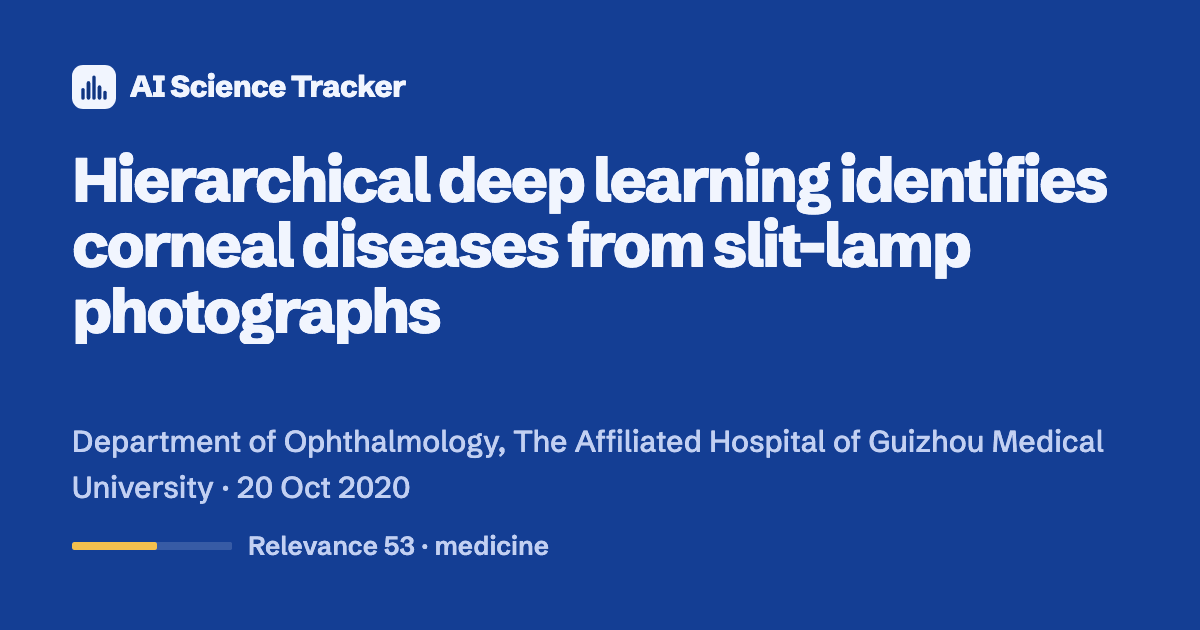 AI Science Tracker
Hierarchical deep learning identifies
corneal diseases from slit-lamp
photographs
Department of Ophthalmology, The Affiliated Hospital of Guizhou Medical
University · 20 Oct 2020
Relevance 53 · medicine